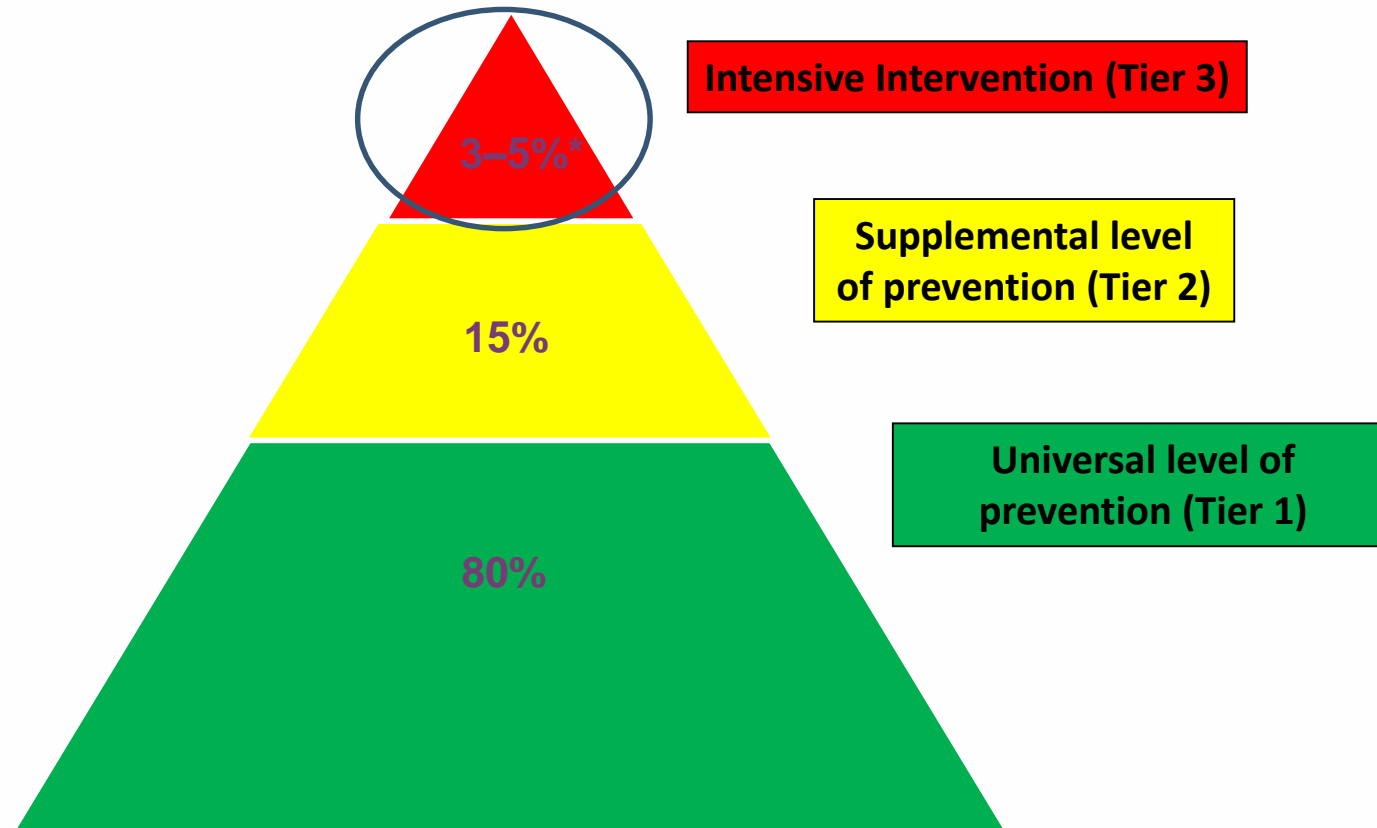 Intensive Intervention (Tier 3)
3–5%*
Supplemental level
of prevention (Tier 2)
15%
Universal level of
prevention (Tier 1)
80%